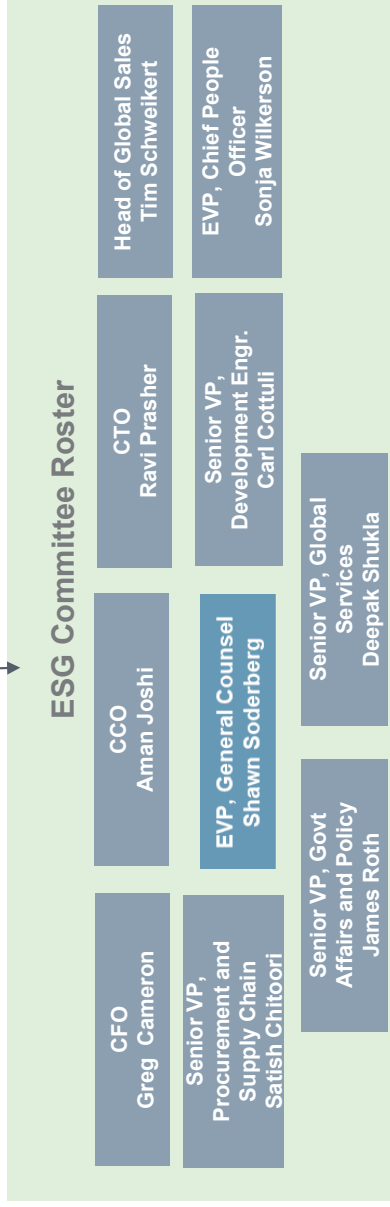 ESG Committee Roster
CFO
Greg Cameron
CCO
Aman Joshi
CTO
Ravi Prasher
Head of Global Sales
Tim Schweikert
Senior VP,
Procurement and
Supply Chain
Satish Chitoori
EVP, General Counsel
Shawn Soderberg
Senior VP,
Development Engr.
Carl Cottuli
EVP, Chief People
Officer
Sonja Wilkerson
Senior VP, Govt
Affairs and Policy
James Roth
Senior VP, Global
Services
Deepak Shukla